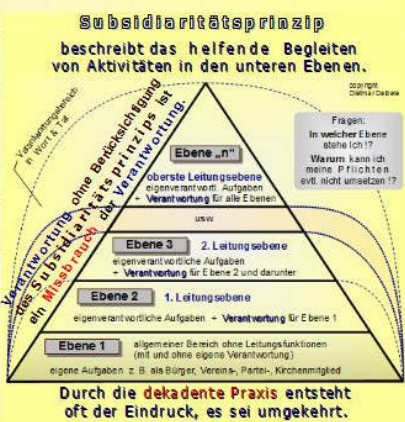 Subsidiaritätsprinzip
beschreibt das helfende Begleiten
von Aktivitäten in den unteren Ebenen.
copyright
Dietmar Deibele
Verantwortungsbereich
in Wort & Tat
Verantwortung ohne Berücksichtigung
des Subsidiaritätsprinzips ist
ein Missbrauch der Verantwortung.
Fragen:
In welcher Ebene
stehe Ich !?
Warum kann ich
meine Pflichten
evtl. nicht umsetzen !?
Ebene „n"
oberste Leitungsebene
eigenverantwortl. Aufgaben
+ Verantwortung für alle Ebenen
usw
Ebene 3 2. Leitungsebene
eigenverantwortliche Aufgaben
+ Verantwortung für Ebene 2 und darunter
Ebene 2 1. Leitungsebene
eigenverantwortliche Aufgaben + Verantwortung für Ebene 1
Ebene 1 allgemeiner Bereich ohne Leitungsfunktionen
(mit und ohne eigene Verantwortung)
eigene Aufgaben z. B. als Bürger, Vereins-, Partei-, Kirchenmitglied
Durch die dekadente Praxis entsteht
oft der Eindruck, es sei umgekehrt.